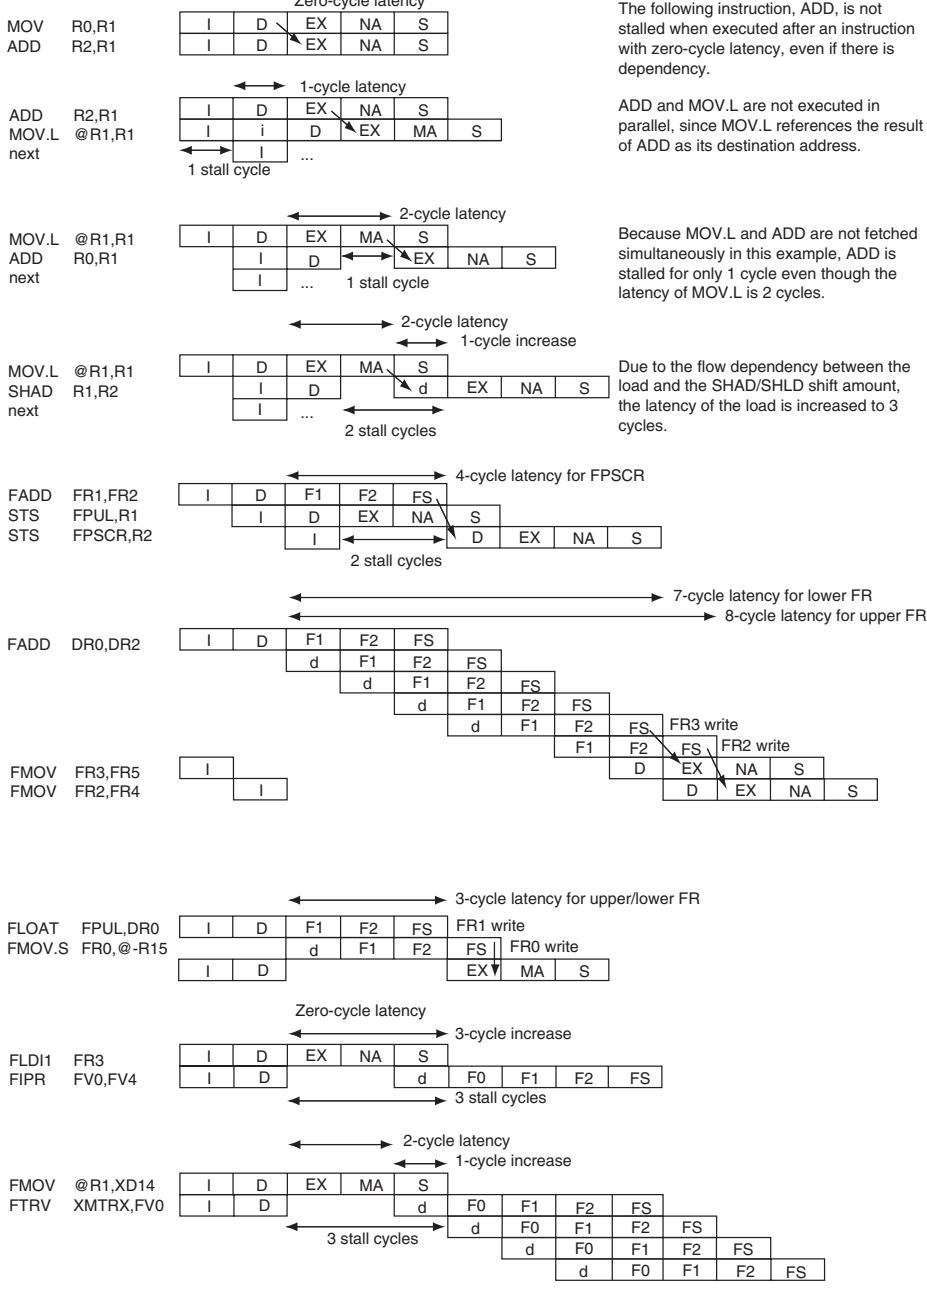 Zero-cycle latency
MOV R0,R1 I D EX NA S
ADD R2,R1 I D EX NA S
The following instruction, ADD, is not
stalled when executed after an instruction
with zero-cycle latency, even if there is
dependency.
1-cycle latency
ADD R2,R1 I D EX NA S
MOV.L @R1,R1 I i D EX MA S
next I ...
1 stall cycle
ADD and MOV.L are not executed in
parallel, since MOV.L references the result
of ADD as its destination address.
2-cycle latency
MOV.L @R1,R1 I D EX MA S
ADD R0,R1 I D EX NA S
next I ... 1 stall cycle
Because MOV.L and ADD are not fetched
simultaneously in this example, ADD is
stalled for only 1 cycle even though the
latency of MOV.L is 2 cycles.
2-cycle latency
1-cycle increase
MOV.L @R1,R1 I D EX MA S
SHAD R1,R2 I D d EX NA S
next I ...
2 stall cycles
Due to the flow dependency between the
load and the SHAD/SHLD shift amount,
the latency of the load is increased to 3
cycles.
4-cycle latency for FPSCR
FADD FR1,FR2 I D F1 F2 FS
STS FPUL,R1 I D EX NA S
STS FPSCR,R2 I D EX NA S
2 stall cycles
7-cycle latency for lower FR
8-cycle latency for upper FR
FADD DR0,DR2 I D F1 F2 FS
d F1 F2 FS
d F1 F2 FS
d F1 F2 FS
d F1 F2 FS FR3 write
F1 F2 FS FR2 write
FMOV FR3,FR5 I D EX NA S
FMOV FR2,FR4 I D EX NA S
3-cycle latency for upper/lower FR
FLOAT FPUL,DR0 I D F1 F2 FS FR1 write
FMOV.S FR0,@-R15 d F1 F2 FS FR0 write
I D EX MA S
Zero-cycle latency
3-cycle increase
FLDI1 FR3 I D EX NA S
FIPR FV0,FV4 I D d F0 F1 F2 FS
3 stall cycles
2-cycle latency
1-cycle increase
FMOV @R1,XD14 I D EX MA S
FTRV XMTRX,FV0 I D d F0 F1 F2 FS
3 stall cycles d F0 F1 F2 FS
d F0 F1 F2 FS
d F0 F1 F2 FS